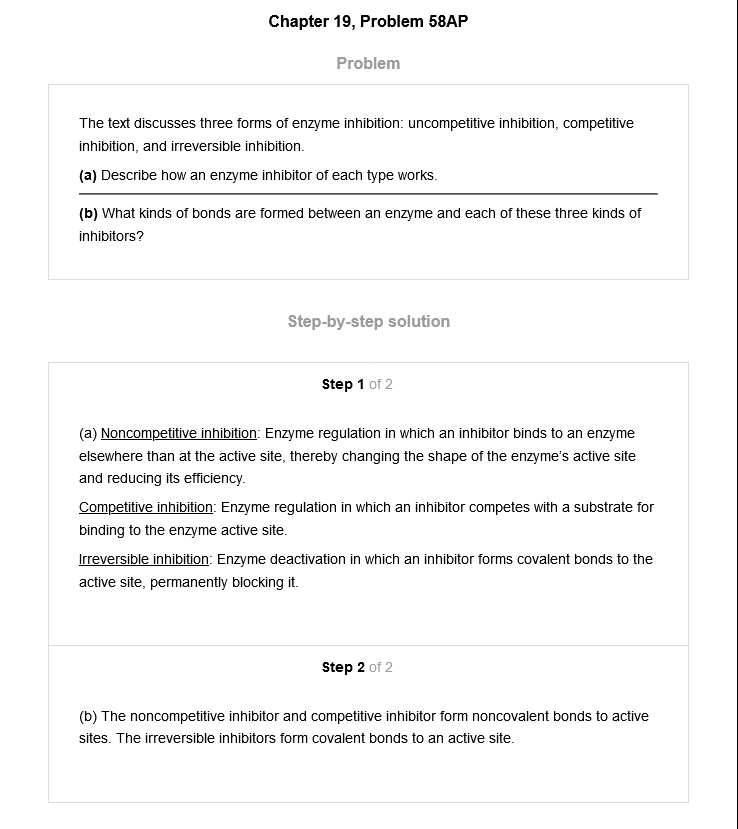 Chapter 19, Problem 58AP
Problem
The text discusses three forms of enzyme inhibition: uncompetitive inhibition, competitive
inhibition, and irreversible inhibition.
(a) Describe how an enzyme inhibitor of each type works.
(b) What kinds of bonds are formed between an enzyme and each of these three kinds of
inhibitors?
Step-by-step solution
Step 1 of 2
(a) Noncompetitive inhibition: Enzyme regulation in which an inhibitor binds to an enzyme
elsewhere than at the active site, thereby changing the shape of the enzyme's active site
and reducing its efficiency.
Competitive inhibition: Enzyme regulation in which an inhibitor competes with a substrate for
binding to the enzyme active site.
Irreversible inhibition: Enzyme deactivation in which an inhibitor forms covalent bonds to the
active site, permanently blocking it.
Step 2 of 2
(b) The noncompetitive inhibitor and competitive inhibitor form noncovalent bonds to active
sites. The irreversible inhibitors form covalent bonds to an active site.